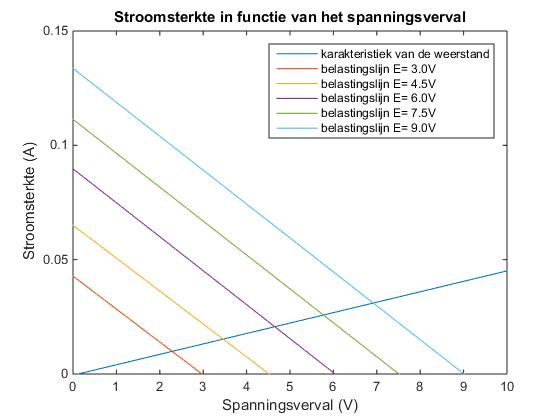 Stroomsterkte in functie van het spanningsverval
0.15
karakteristiek van de weerstand
belastingslijn E= 3.0V
belastingslijn E= 4.5V
belastingslijn E= 6.0V
belastingslijn E= 7.5V
belastingslijn E= 9.0V
0.1
Stroomsterkte (A)
0.05
0
0 1 2 3 4 5 6 7 8 9 10
Spanningsverval (V)